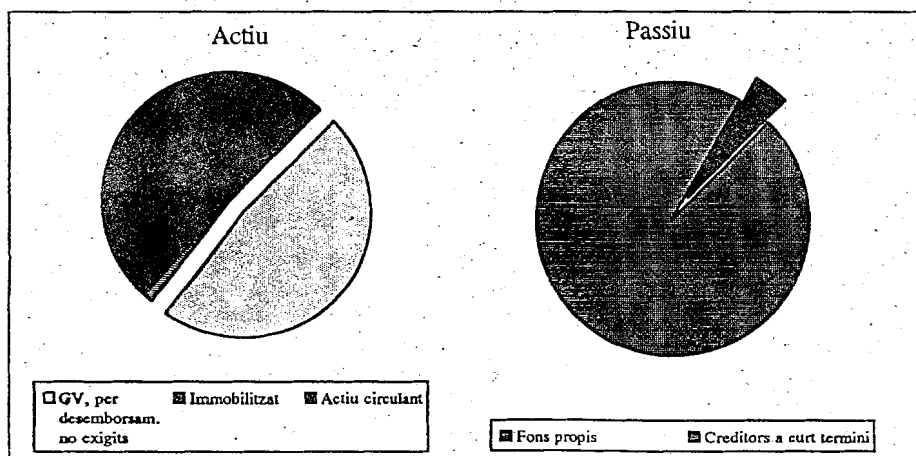 Actiu
Passiu
GV, per
desemborsam.
no exigits
Immobilitzat
Actiu circulant
Fons propis
Creditors a curt termini